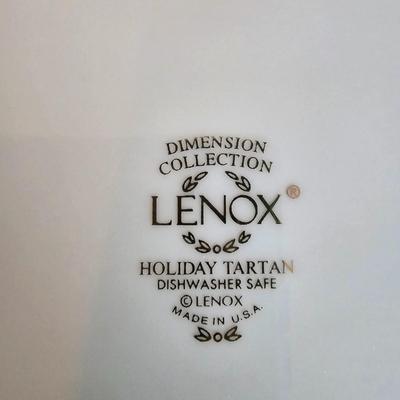 DIMENSION
COLLECTION
LENOX®
HOLIDAY TARTAN
DISHWASHER SAFE
© LENOX
MADE IN U.S.A.